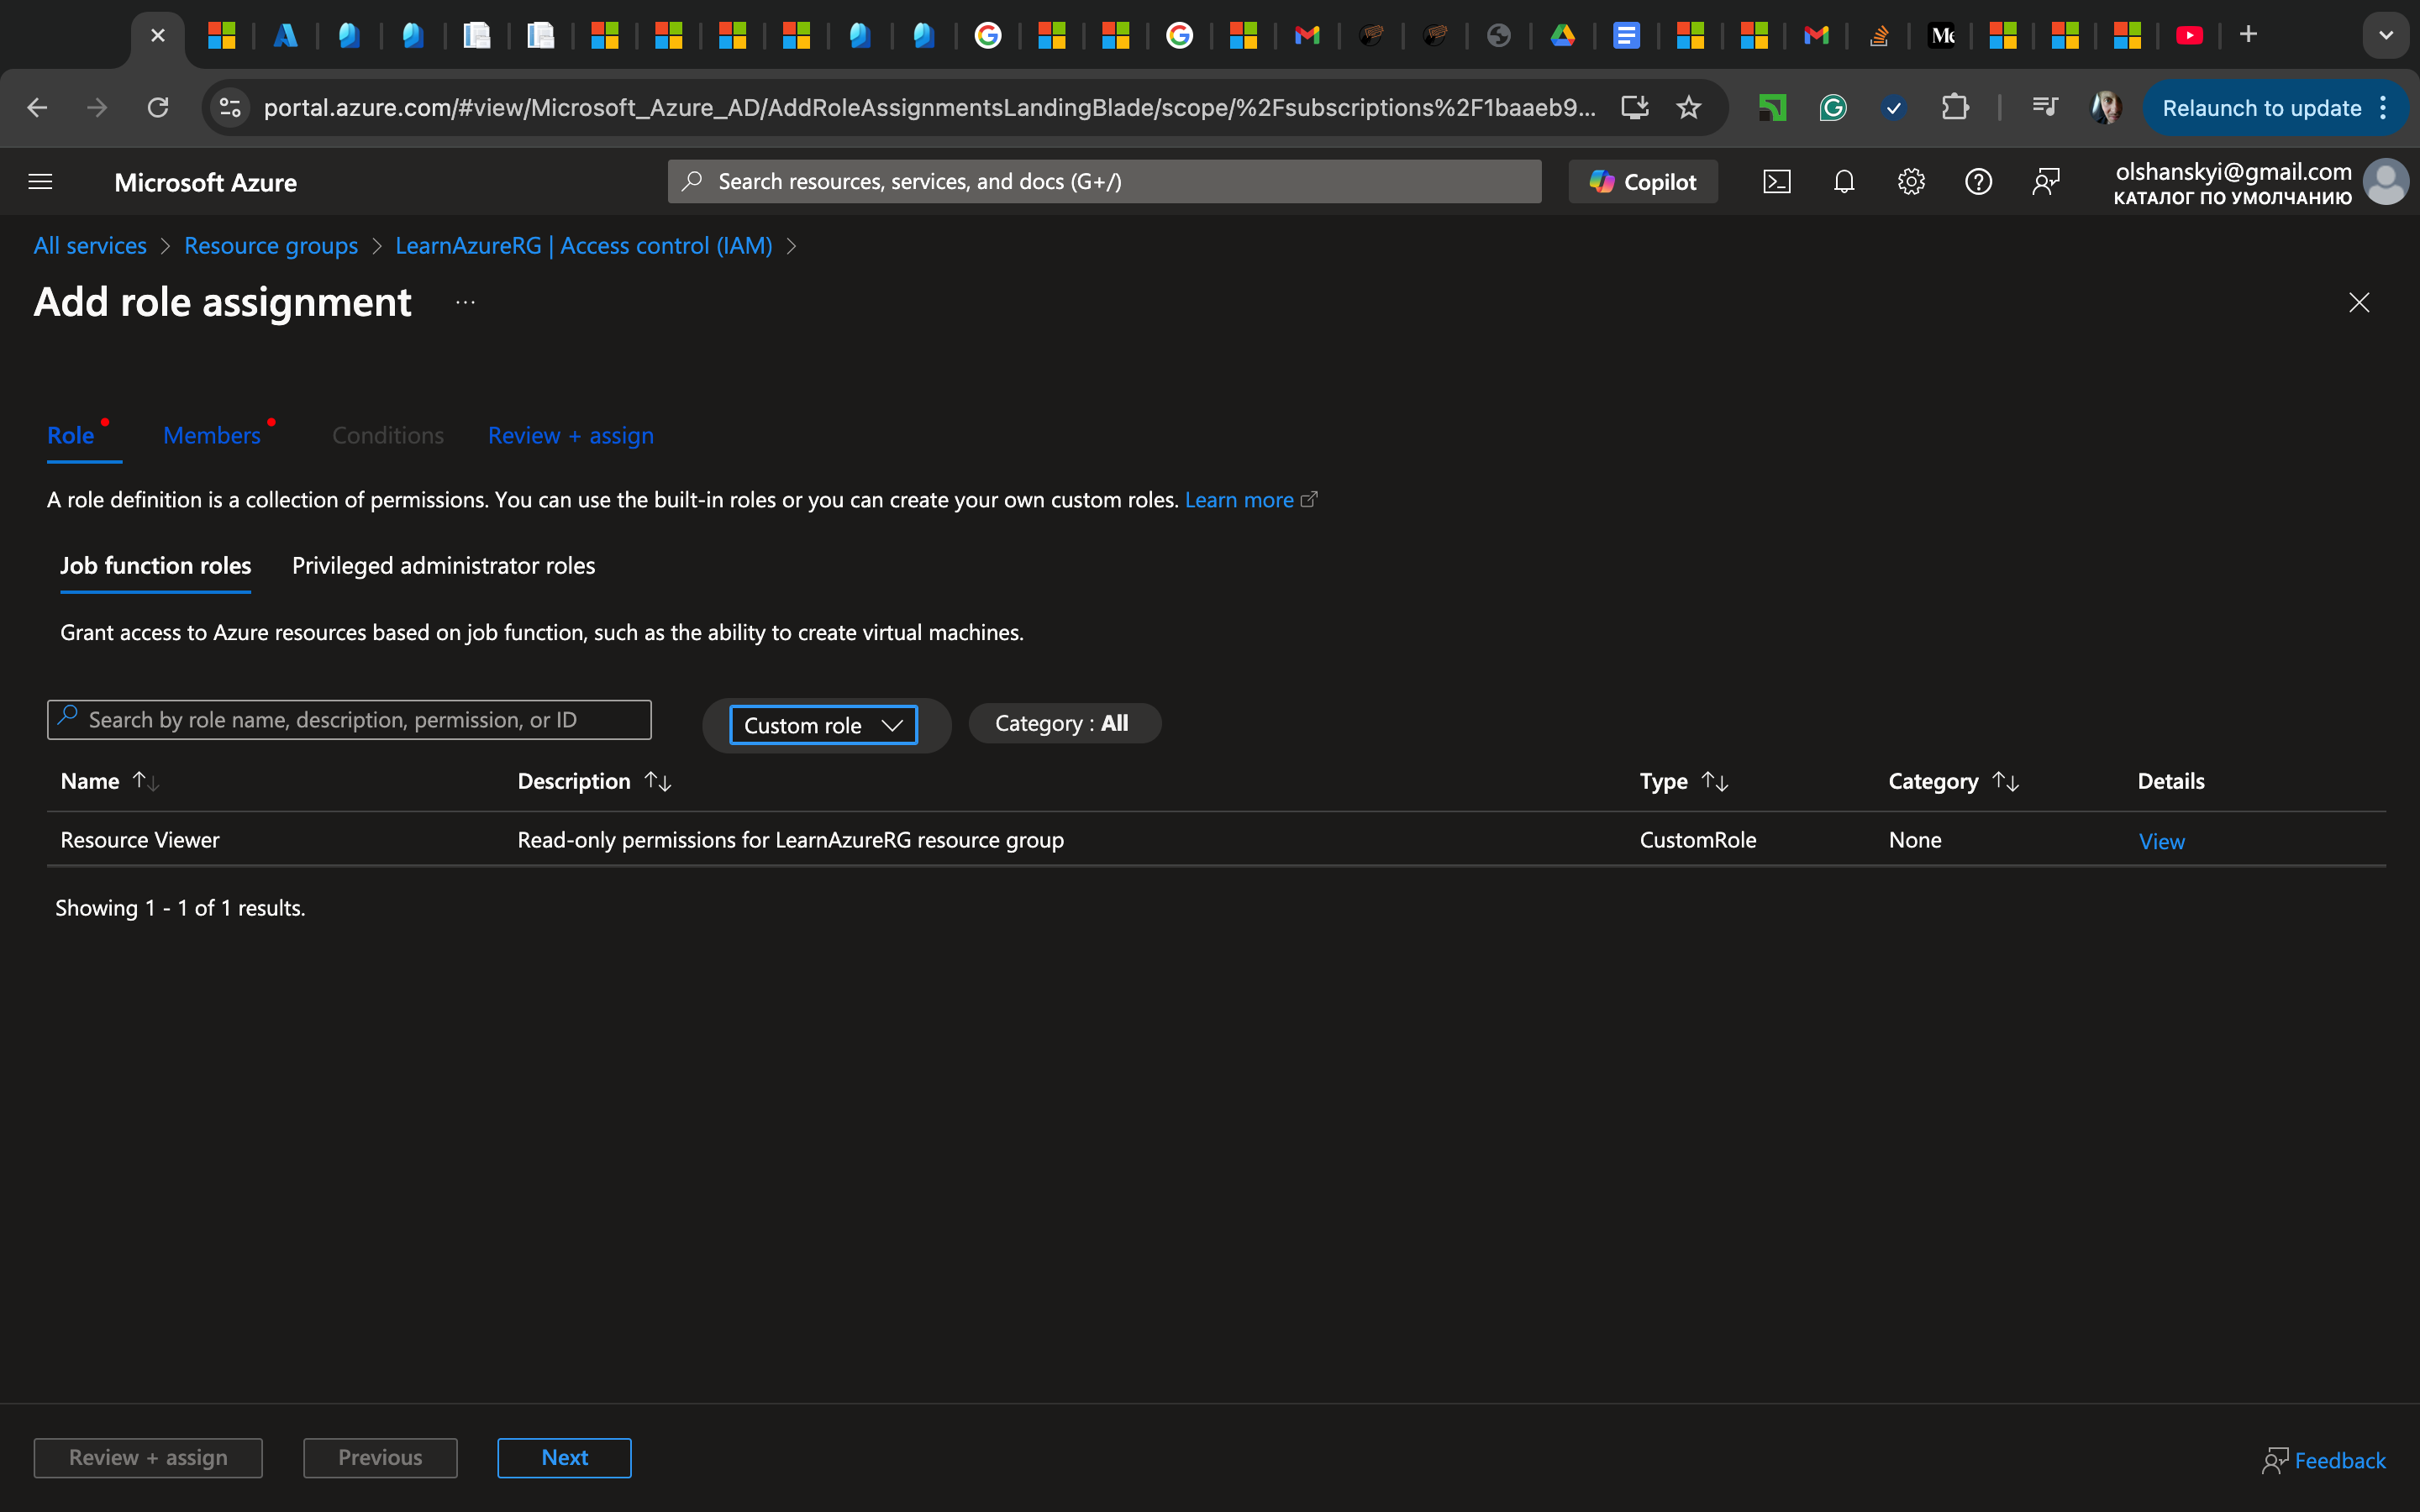 portal.azure.com/#view/Microsoft_Azure_AD/AddRoleAssignmentsLandingBlade/scope/%2Fsubscriptions%2F1baaeb9...
Relaunch to update
Microsoft Azure
Search resources, services, and docs (G+/)
Copilot
olshanskyi@gmail.com
КАТАЛОГ ПО УМОЛЧАНИЮ
All services > Resource groups > LearnAzureRG | Access control (IAM) >
Add role assignment ...
Role Members Conditions Review + assign
A role definition is a collection of permissions. You can use the built-in roles or you can create your own custom roles. Learn more
Job function roles Privileged administrator roles
Grant access to Azure resources based on job function, such as the ability to create virtual machines.
Search by role name, description, permission, or ID Custom role Category : All
Name Description Type Category Details
Resource Viewer Read-only permissions for LearnAzureRG resource group CustomRole None View
Showing 1 - 1 of 1 results.
Review + assign Previous Next Feedback